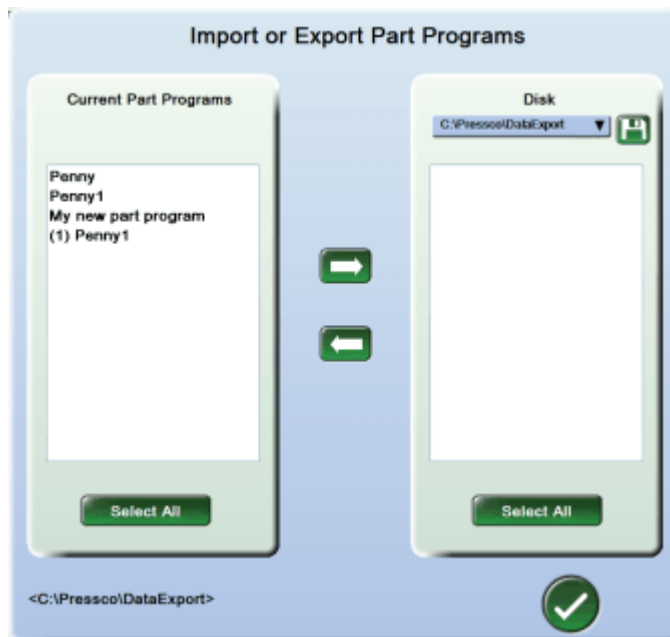 Import or Export Part Programs
Current Part Programs
Penny
Penny1
My new part program
(1) Penny1
Select All
Disk
C:\Pressco\DataExport
Select All
<C:\Pressco\DataExport>